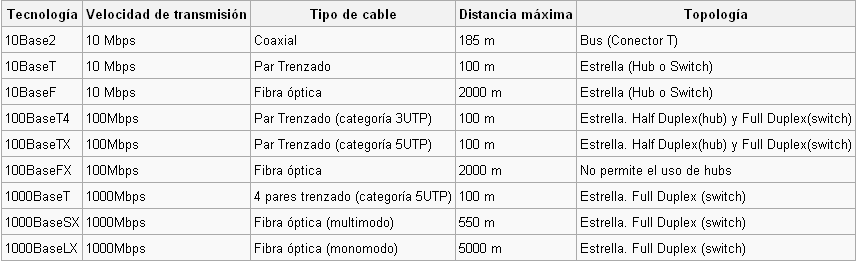 Tecnología Velocidad de transmisión Tipo de cable Distancia máxima Topología
10Base2 10 Mbps Coaxial 185 m Bus (Conector T)
10BaseT 10 Mbps Par Trenzado 100 m Estrella (Hub o Switch)
10BaseF 10 Mbps Fibra óptica 2000 m Estrella (Hub o Switch)
100BaseT4 100Mbps Par Trenzado (categoría 3UTP) 100 m Estrella. Half Duplex(hub) y Full Duplex(switch)
100BaseTX 100Mbps Par Trenzado (categoría 5UTP) 100 m Estrella. Half Duplex(hub) y Full Duplex(switch)
100BaseFX 100Mbps Fibra óptica 2000 m No permite el uso de hubs
1000BaseT 1000Mbps 4 pares trenzado (categoría 5UTP) 100 m Estrella. Full Duplex (switch)
1000BaseSX 1000Mbps Fibra óptica (multimodo) 550 m Estrella. Full Duplex (switch)
1000BaseLX 1000Mbps Fibra óptica (monomodo) 5000 m Estrella. Full Duplex (switch)